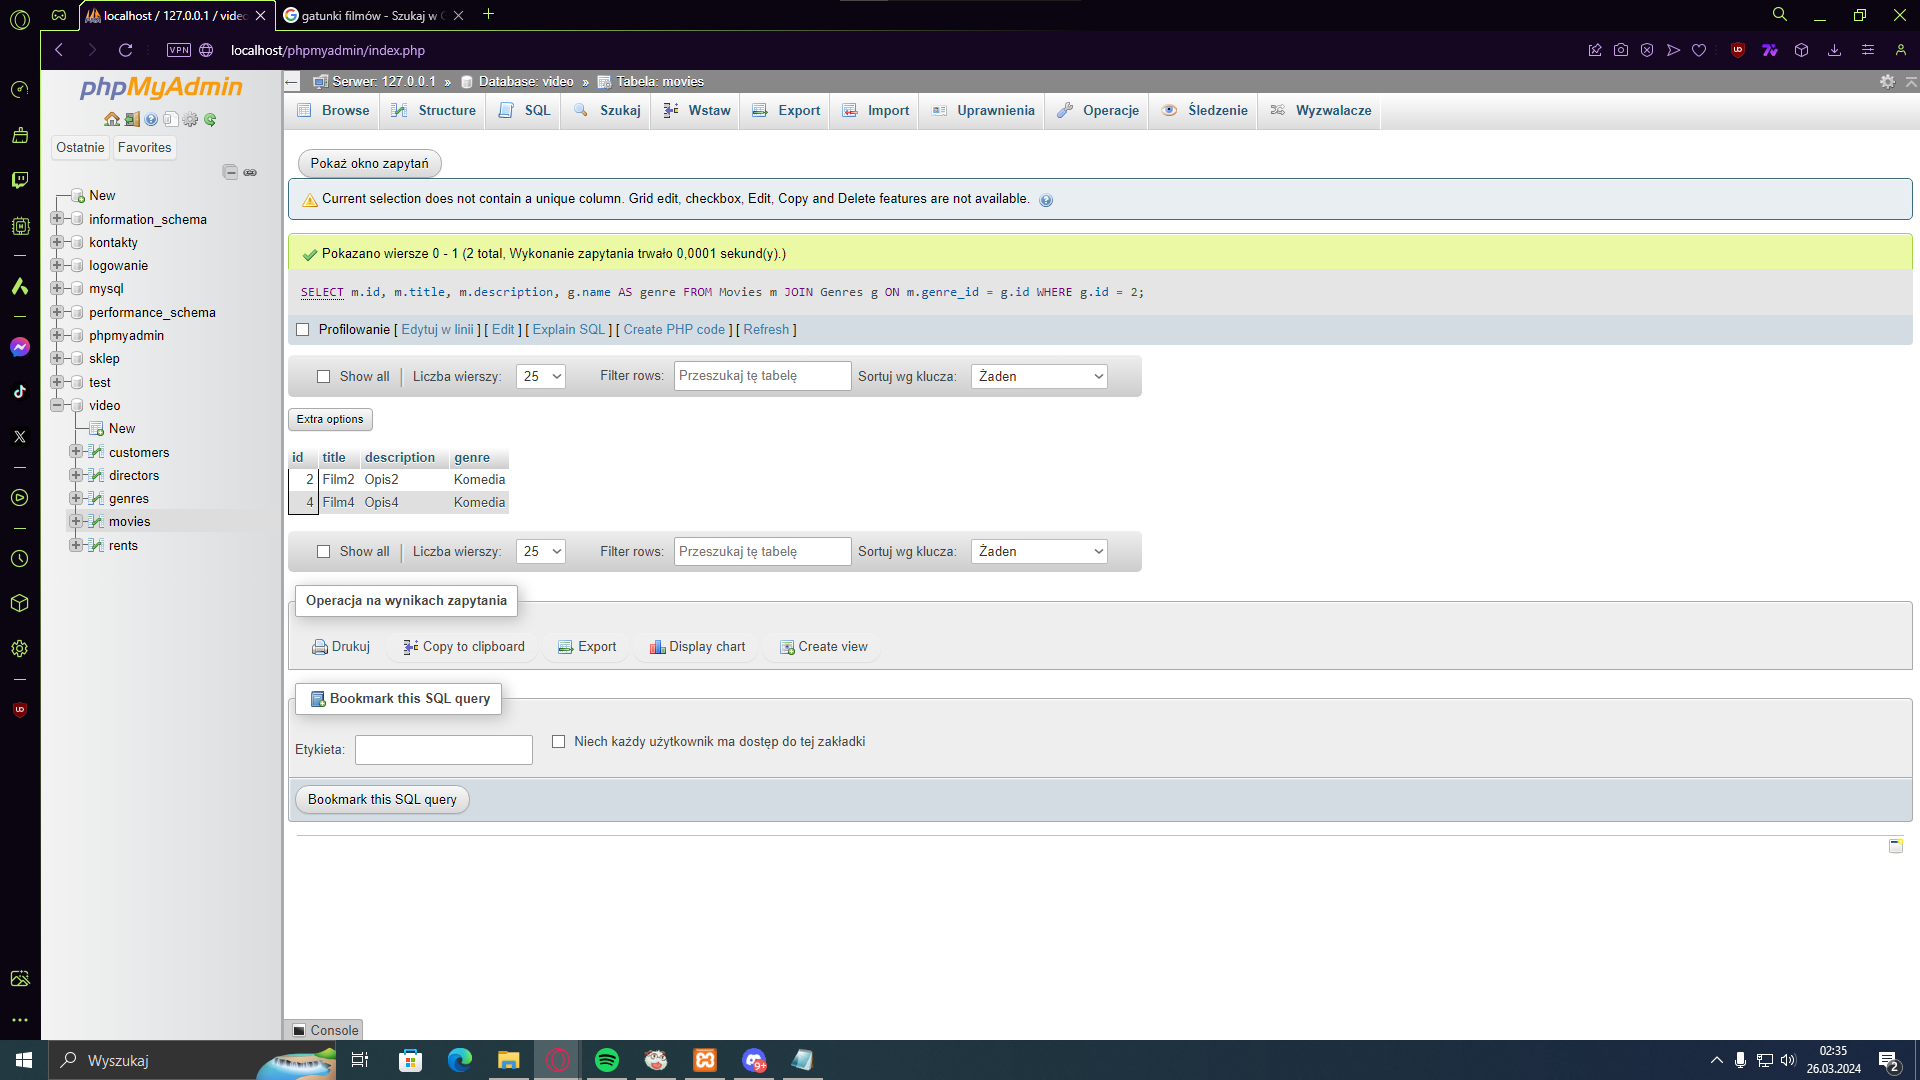 localhost / 127.0.0.1 / video
gatunki filmów - Szukaj w G
VPN
localhost/phpmyadmin/index.php
phpMyAdmin
Ostatnie
Favorites
New
information_schema
kontakty
logowanie
mysql
performance_schema
phpmyadmin
sklep
test
video
New
customers
directors
genres
movies
rents
Serwer: 127.0.0.1 » Database: video » Tabela: movies
Browse
Structure
SQL
Szukaj
Wstaw
Export
Import
Uprawnienia
Operacje
Śledzenie
Wyzwalacze
Pokaż okno zapytań
Current selection does not contain a unique column. Grid edit, checkbox, Edit, Copy and Delete features are not available.
Pokazano wiersze 0 - 1 (2 total, Wykonanie zapytania trwało 0,0001 sekund(y).)
SELECT m.id, m.title, m.description, g.name AS genre FROM Movies m JOIN Genres g ON m.genre_id = g.id WHERE g.id = 2;
Profilowanie [ Edytuj w linii ] [ Edit ] [ Explain SQL ] [ Create PHP code ] [ Refresh ]
Show all | Liczba wierszy: 25 Filter rows: Przeszukaj tę tabelę Sortuj wg klucza: Żaden
Extra options
id title description genre
2 Film2 Opis2 Komedia
4 Film4 Opis4 Komedia
Show all | Liczba wierszy: 25 Filter rows: Przeszukaj tę tabelę Sortuj wg klucza: Żaden
Operacja na wynikach zapytania
Drukuj
Copy to clipboard
Export
Display chart
Create view
Bookmark this SQL query
Etykieta:
Niech każdy użytkownik ma dostęp do tej zakładki
Bookmark this SQL query
Console
Wyszukaj
9+
02:35
26.03.2024
2